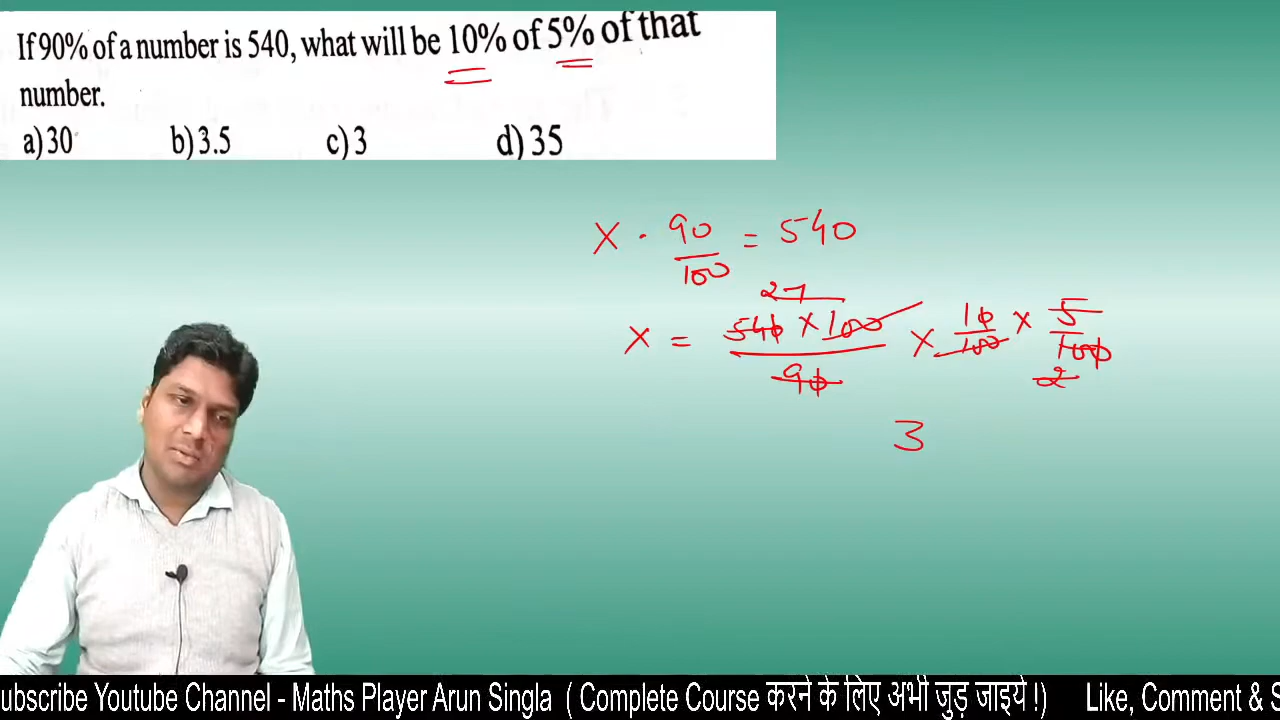 If 90% of a number is 540, what will be 10% of 5% of that
number.
a) 30 b) 3.5 c) 3 d) 35
x · 90/100 = 540
27
x = 540 × 100 / 90 × 10/100 × 5/100
2
3
ubscribe Youtube Channel - Maths Player Arun Singla ( Complete Course करने के लिए अभी जुड़ जाइये !) Like, Comment & S